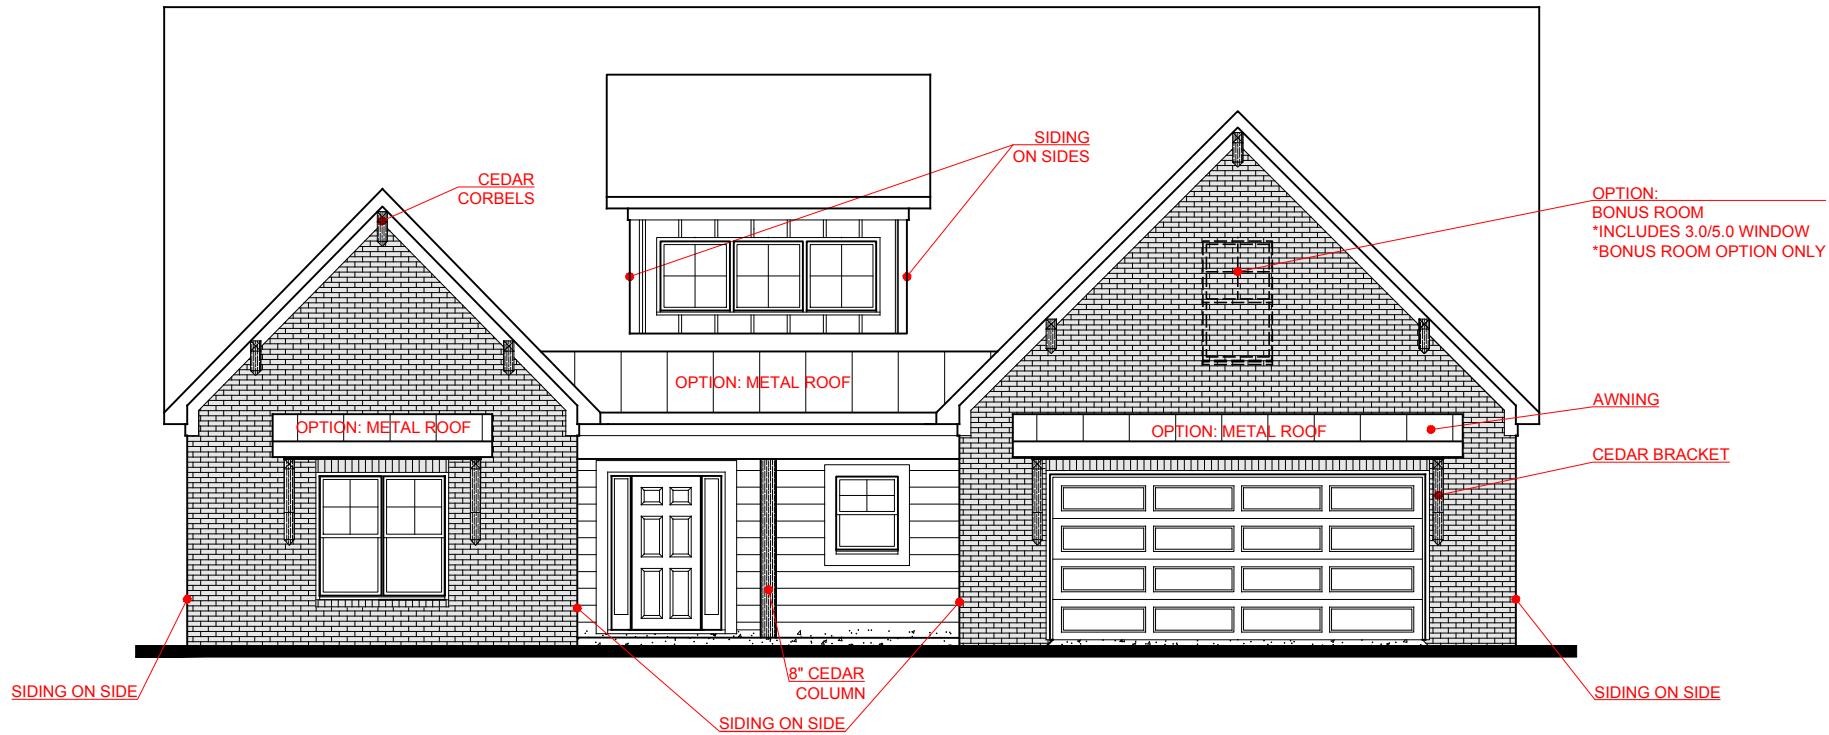 SIDING
ON SIDES
CEDAR
CORBELS
OPTION:
BONUS ROOM
*INCLUDES 3.0/5.0 WINDOW
*BONUS ROOM OPTION ONLY
OPTION: METAL ROOF
AWNING
OPTION: METAL ROOF
OPTION: METAL ROOF
CEDAR BRACKET
8" CEDAR
COLUMN
SIDING ON SIDE
SIDING ON SIDE
SIDING ON SIDE